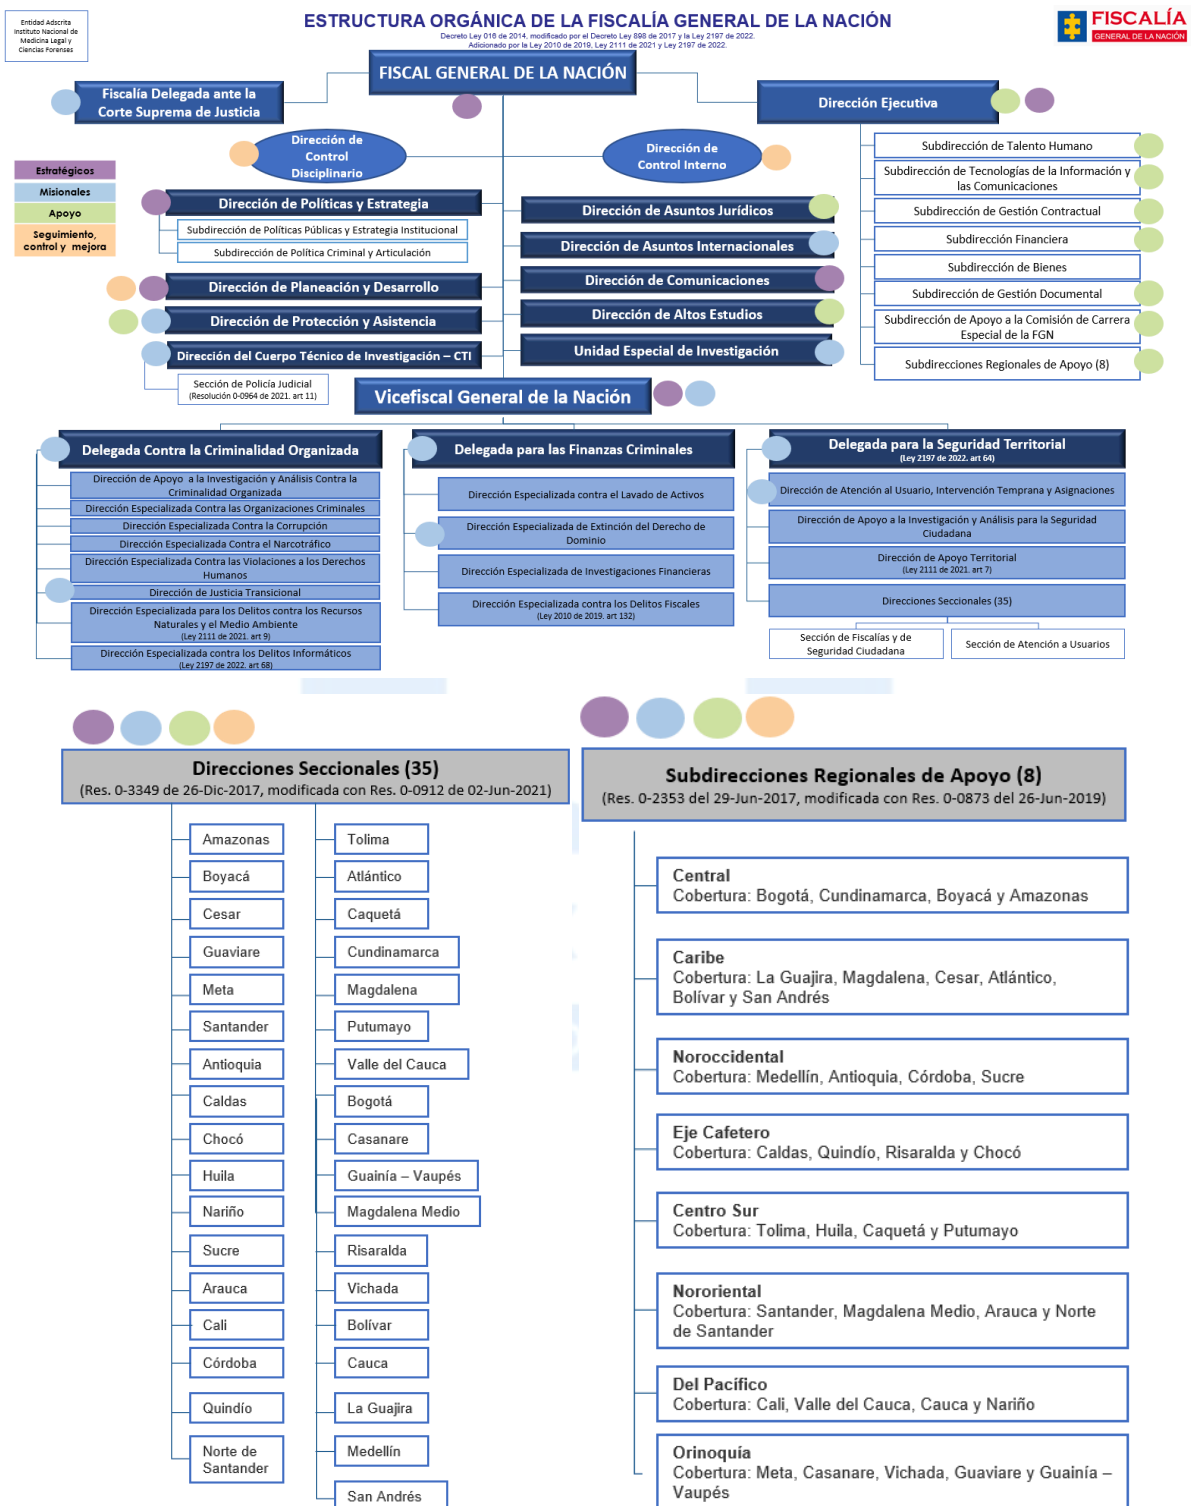 Entidad Adscrita
Instituto Nacional de
Medicina Legal y
Ciencias Forenses
ESTRUCTURA ORGÁNICA DE LA FISCALÍA GENERAL DE LA NACIÓN
Decreto Ley 016 de 2014, modificado por el Decreto Ley 898 de 2017 y la Ley 2197 de 2022.
Adicionado por la Ley 2010 de 2019, Ley 2111 de 2021 y Ley 2197 de 2022.
FISCALÍA
GENERAL DE LA NACIÓN
FISCAL GENERAL DE LA NACIÓN
Fiscalía Delegada ante la
Corte Suprema de Justicia
Dirección Ejecutiva
Dirección de
Control
Disciplinario
Dirección de
Control Interno
Estratégicos
Misionales
Apoyo
Seguimiento,
control y mejora
Dirección de Políticas y Estrategia
Subdirección de Políticas Públicas y Estrategia Institucional
Subdirección de Política Criminal y Articulación
Dirección de Planeación y Desarrollo
Dirección de Protección y Asistencia
Dirección del Cuerpo Técnico de Investigación – CTI
Sección de Policía Judicial
(Resolución 0-0964 de 2021. art 11)
Dirección de Asuntos Jurídicos
Dirección de Asuntos Internacionales
Dirección de Comunicaciones
Dirección de Altos Estudios
Unidad Especial de Investigación
Subdirección de Talento Humano
Subdirección de Tecnologías de la Información y
las Comunicaciones
Subdirección de Gestión Contractual
Subdirección Financiera
Subdirección de Bienes
Subdirección de Gestión Documental
Subdirección de Apoyo a la Comisión de Carrera
Especial de la FGN
Subdirecciones Regionales de Apoyo (8)
Vicefiscal General de la Nación
Delegada Contra la Criminalidad Organizada
Dirección de Apoyo a la Investigación y Análisis Contra la
Criminalidad Organizada
Dirección Especializada Contra las Organizaciones Criminales
Dirección Especializada Contra la Corrupción
Dirección Especializada Contra el Narcotráfico
Dirección Especializada Contra las Violaciones a los Derechos
Humanos
Dirección de Justicia Transicional
Dirección Especializada para los Delitos contra los Recursos
Naturales y el Medio Ambiente
(Ley 2111 de 2021. art 9)
Dirección Especializada contra los Delitos Informáticos
(Ley 2197 de 2022. art 68)
Delegada para las Finanzas Criminales
Dirección Especializada contra el Lavado de Activos
Dirección Especializada de Extinción del Derecho de
Dominio
Dirección Especializada de Investigaciones Financieras
Dirección Especializada contra los Delitos Fiscales
(Ley 2010 de 2019. art 132)
Delegada para la Seguridad Territorial
(Ley 2197 de 2022. art 64)
Dirección de Atención al Usuario, Intervención Temprana y Asignaciones
Dirección de Apoyo a la Investigación y Análisis para la Seguridad
Ciudadana
Dirección de Apoyo Territorial
(Ley 2111 de 2021. art 7)
Direcciones Seccionales (35)
Sección de Fiscalías y de
Seguridad Ciudadana
Sección de Atención a Usuarios
Direcciones Seccionales (35)
(Res. 0-3349 de 26-Dic-2017, modificada con Res. 0-0912 de 02-Jun-2021)
Amazonas
Boyacá
Cesar
Guaviare
Meta
Santander
Antioquia
Caldas
Chocó
Huila
Nariño
Sucre
Arauca
Cali
Córdoba
Quindío
Norte de
Santander
Tolima
Atlántico
Caquetá
Cundinamarca
Magdalena
Putumayo
Valle del Cauca
Bogotá
Casanare
Guainía – Vaupés
Magdalena Medio
Risaralda
Vichada
Bolívar
Cauca
La Guajira
Medellín
San Andrés
Subdirecciones Regionales de Apoyo (8)
(Res. 0-2353 del 29-Jun-2017, modificada con Res. 0-0873 del 26-Jun-2019)
Central
Cobertura: Bogotá, Cundinamarca, Boyacá y Amazonas
Caribe
Cobertura: La Guajira, Magdalena, Cesar, Atlántico,
Bolívar y San Andrés
Noroccidental
Cobertura: Medellín, Antioquia, Córdoba, Sucre
Eje Cafetero
Cobertura: Caldas, Quindío, Risaralda y Chocó
Centro Sur
Cobertura: Tolima, Huila, Caquetá y Putumayo
Nororiental
Cobertura: Santander, Magdalena Medio, Arauca y Norte
de Santander
Del Pacífico
Cobertura: Cali, Valle del Cauca, Cauca y Nariño
Orinoquía
Cobertura: Meta, Casanare, Vichada, Guaviare y Guainía –
Vaupés